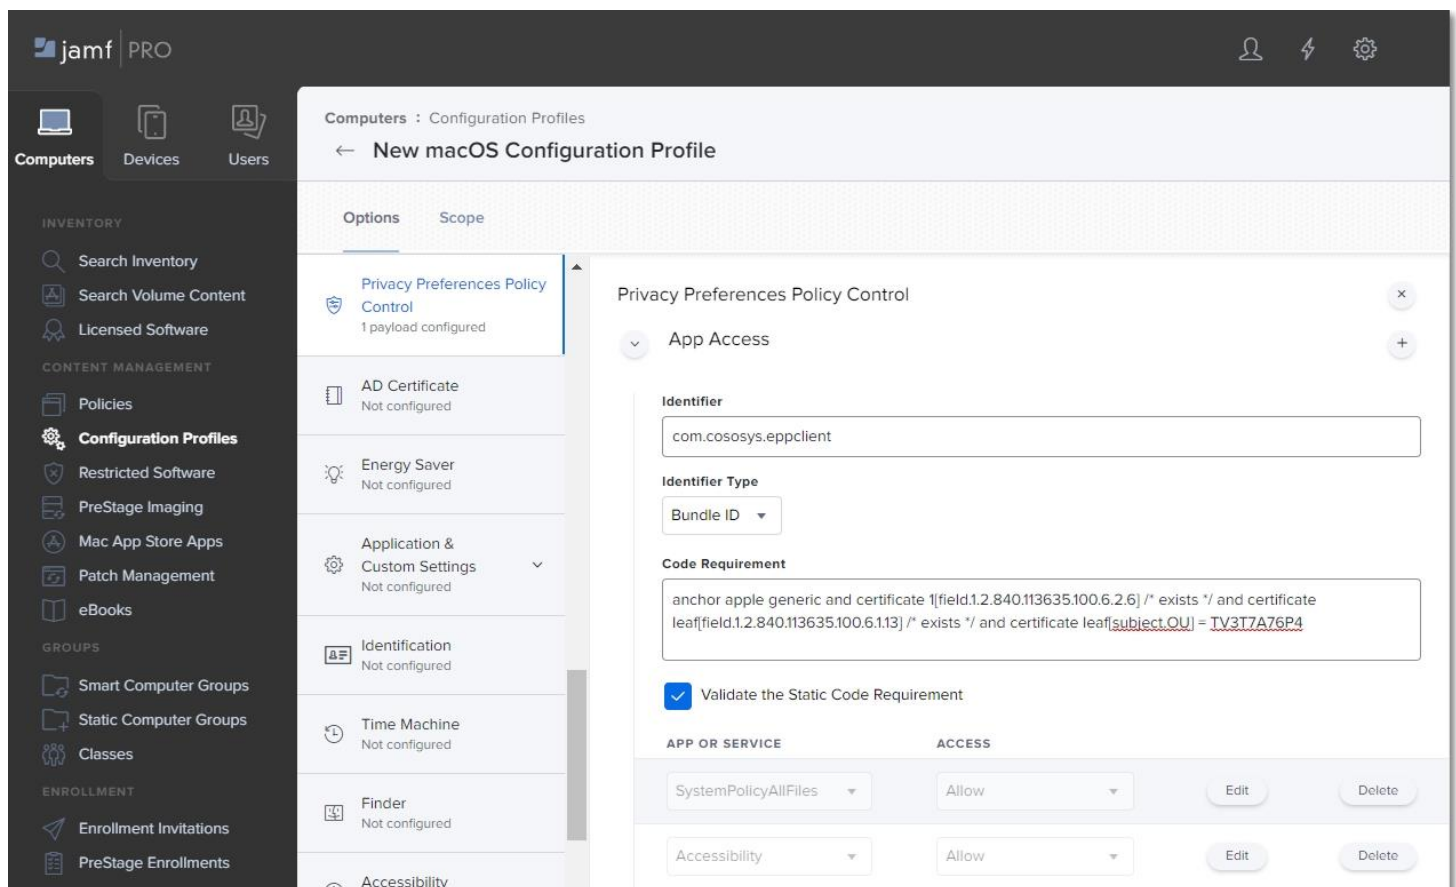 jamf PRO
Computers
Devices
Users
INVENTORY
Search Inventory
Search Volume Content
Licensed Software
CONTENT MANAGEMENT
Policies
Configuration Profiles
Restricted Software
PreStage Imaging
Mac App Store Apps
Patch Management
eBooks
GROUPS
Smart Computer Groups
Static Computer Groups
Classes
ENROLLMENT
Enrollment Invitations
PreStage Enrollments
Computers : Configuration Profiles
← New macOS Configuration Profile
Options
Scope
Privacy Preferences Policy
Control
1 payload configured
AD Certificate
Not configured
Energy Saver
Not configured
Application &
Custom Settings
Not configured
Identification
Not configured
Time Machine
Not configured
Finder
Not configured
Accessibility
Privacy Preferences Policy Control
App Access
Identifier
com.cososys.eppclient
Identifier Type
Bundle ID
Code Requirement
anchor apple generic and certificate 1[field.1.2.840.113635.100.6.2.6] /* exists */ and certificate
leaf[field.1.2.840.113635.100.6.1.13] /* exists */ and certificate leaf[subject.OU] = TV3T7A76P4
Validate the Static Code Requirement
APP OR SERVICE ACCESS
SystemPolicyAllFiles Allow Edit Delete
Accessibility Allow Edit Delete